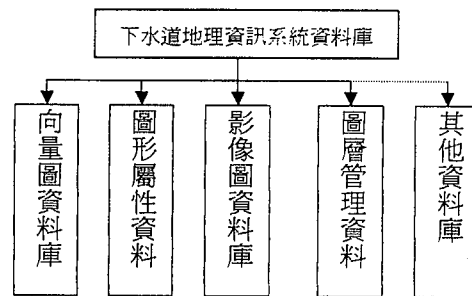 下水道地理資訊系統資料庫
向量圖資料庫
圖形屬性資料
影像圖資料庫
圖層管理資料
其他資料庫